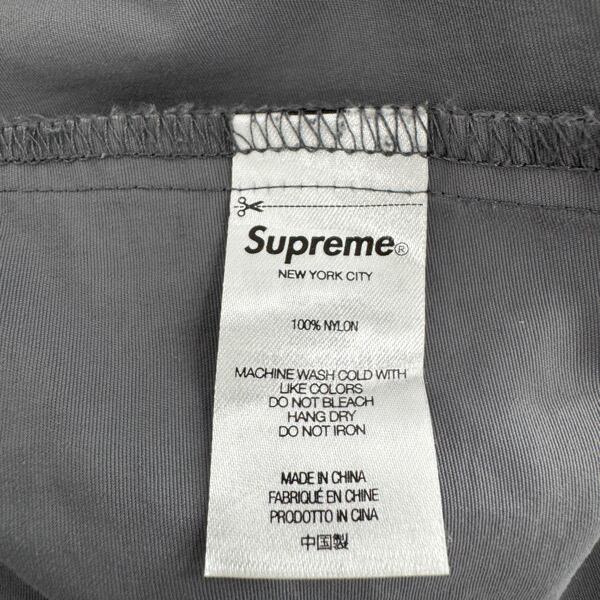 Supreme®
NEW YORK CITY
100% NYLON
MACHINE WASH COLD WITH
LIKE COLORS
DO NOT BLEACH
HANG DRY
DO NOT IRON
MADE IN CHINA
FABRIQUÉ EN CHINE
PRODOTTO IN CINA
中国製